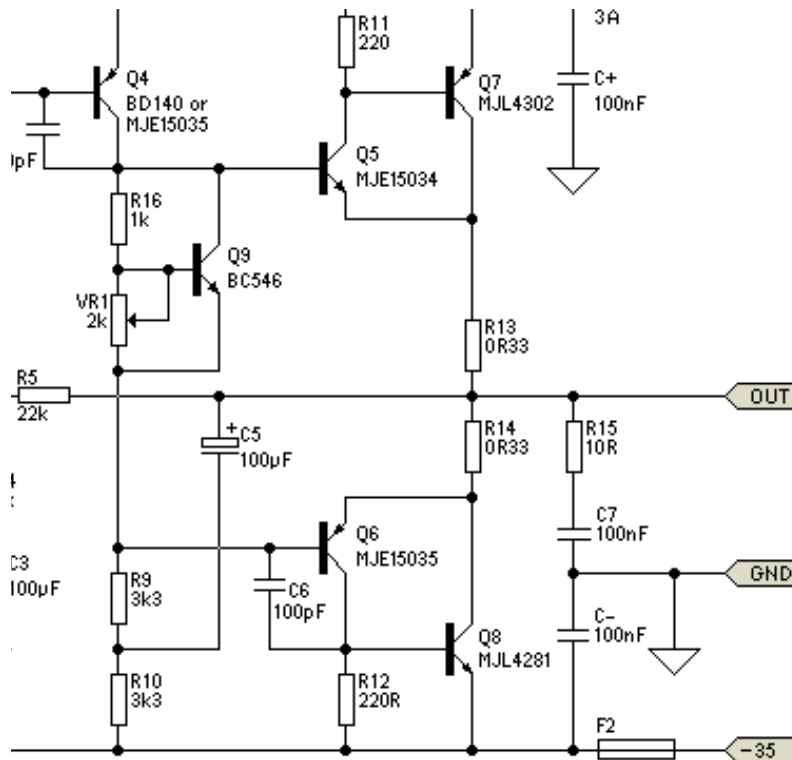 R11
220
3A
Q4
BD140 or
MJE15035
Q7
MJL4302
C+
100nF
0pF
Q5
MJE15034
R16
1k
Q9
BC546
VR1
2k
R13
0R33
R5
22k
OUT
+
C5
100µF
R14
0R33
R15
10R
Q6
MJE15035
C7
100nF
C3
100µF
R9
3k3
C6
100pF
GND
C-
100nF
Q8
MJL4281
R10
3k3
R12
220R
F2
-35